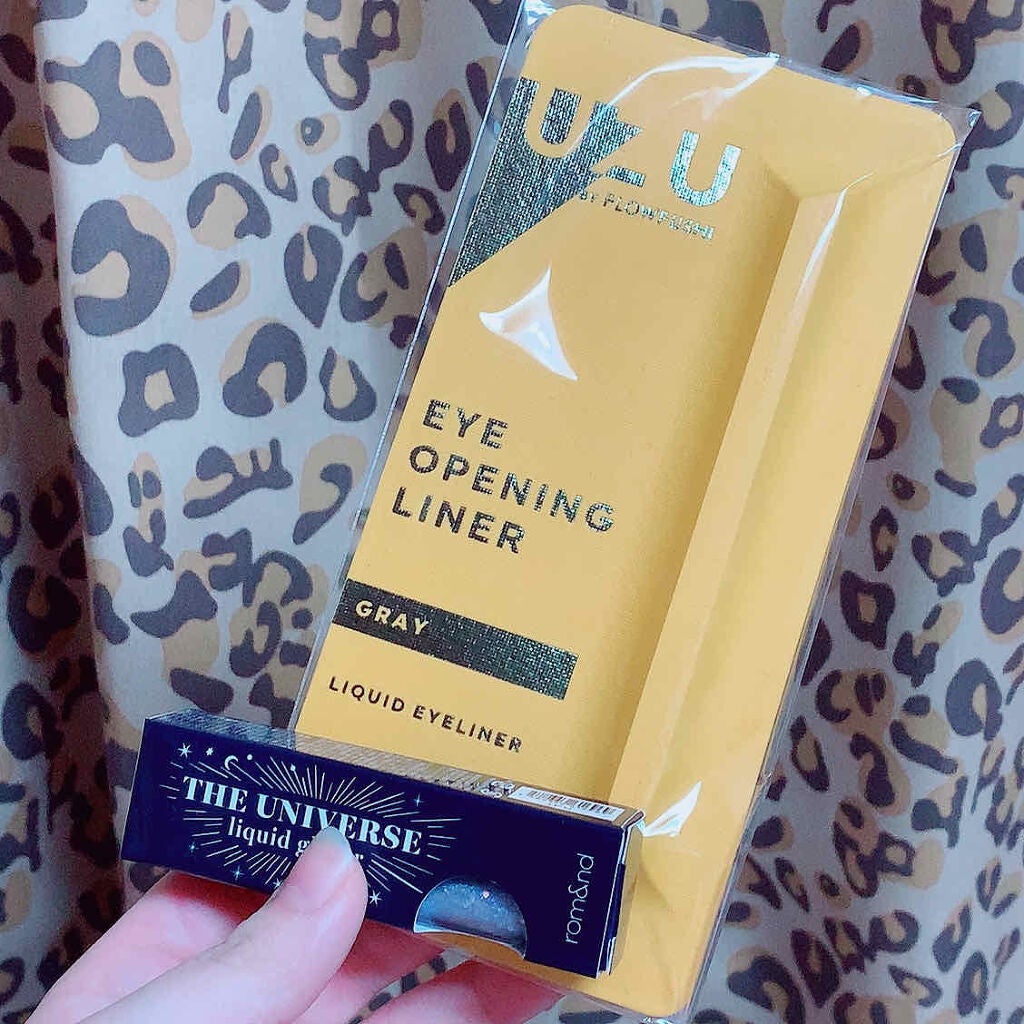 UZU
BY FLOWFUSHI
EYE
OPENING
LINER
GRAY
LIQUID EYELINER
THE UNIVERSE
liquid
rom&nd